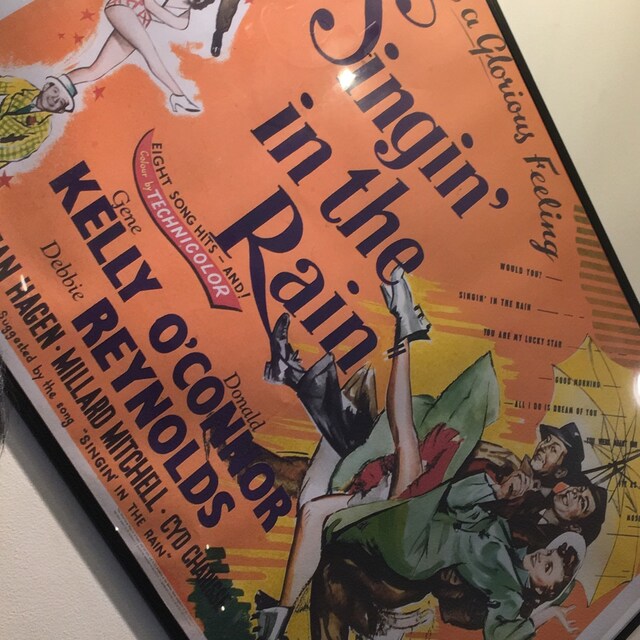 a Glorious Feeling
Singin'
in the
Rain
EIGHT SONG HITS - AND!
Colour by TECHNICOLOR
WOULD YOU?
SINGIN' IN THE RAIN
YOU ARE MY LUCKY STAR
GOOD MORNING
ALL I DO IS DREAM OF YOU
Gene
KELLY
Donald
O'CONNOR
Debbie
REYNOLDS
HAGEN · MILLARD MITCHELL · CYD
Suggested by the song "SINGIN' IN THE RAIN"